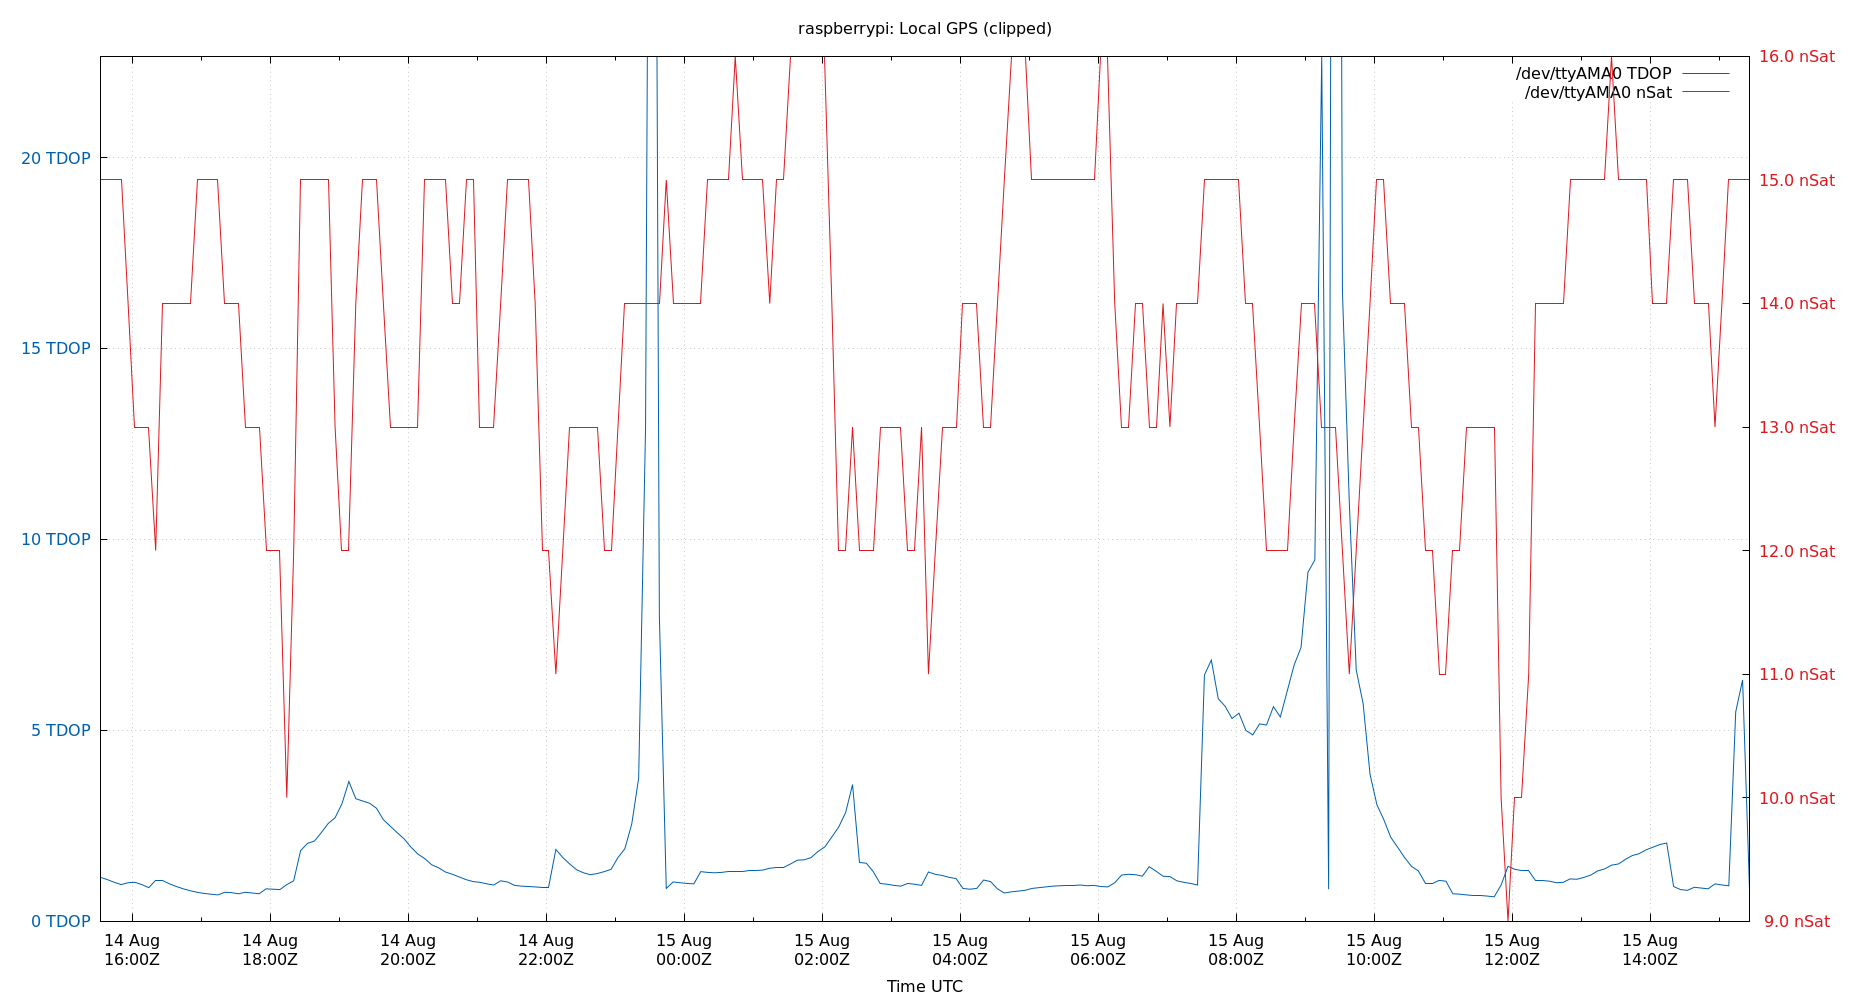 raspberrypi: Local GPS (clipped)
/dev/ttyAMA0 TDOP
/dev/ttyAMA0 nSat
20 TDOP
15 TDOP
10 TDOP
5 TDOP
0 TDOP
16.0 nSat
15.0 nSat
14.0 nSat
13.0 nSat
12.0 nSat
11.0 nSat
10.0 nSat
9.0 nSat
14 Aug
16:00Z
14 Aug
18:00Z
14 Aug
20:00Z
14 Aug
22:00Z
15 Aug
00:00Z
15 Aug
02:00Z
15 Aug
04:00Z
15 Aug
06:00Z
15 Aug
08:00Z
15 Aug
10:00Z
15 Aug
12:00Z
15 Aug
14:00Z
Time UTC